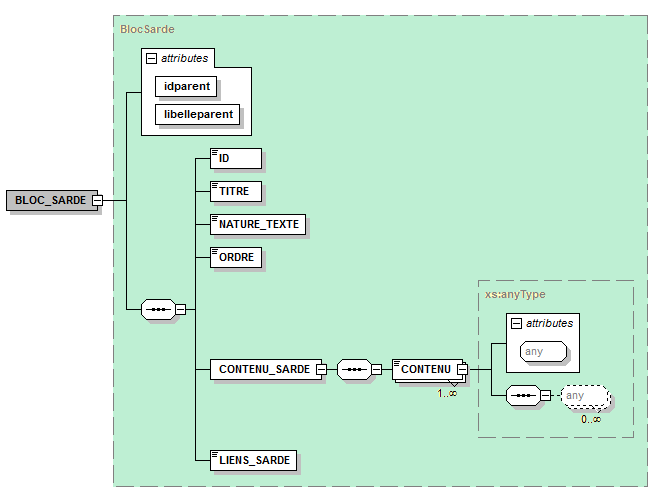 BlocSarde
attributes
idparent
libelleparent
BLOC_SARDE
ID
TITRE
NATURE_TEXTE
ORDRE
CONTENU_SARDE
CONTENU
1..∞
xs:anyType
attributes
any
any
0..∞
LIENS_SARDE